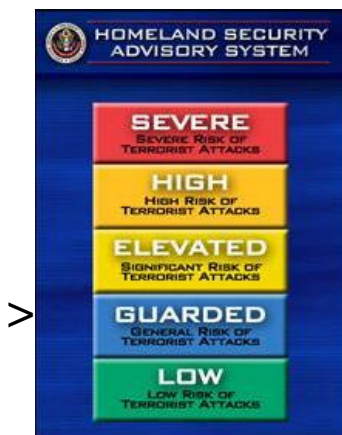 HOMELAND SECURITY
ADVISORY SYSTEM
SEVERE
SEVERE RISK OF
TERRORIST ATTACKS
HIGH
HIGH RISK OF
TERRORIST ATTACKS
ELEVATED
SIGNIFICANT RISK OF
TERRORIST ATTACKS
>
GUARDED
GENERAL RISK OF
TERRORIST ATTACKS
LOW
LOW RISK OF
TERRORIST ATTACKS